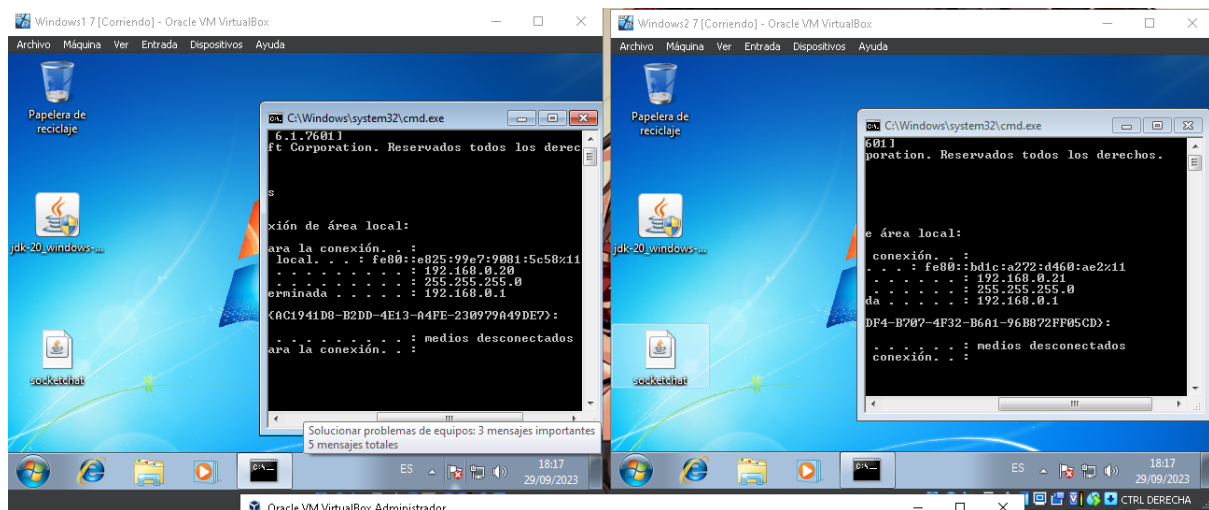 Windows1 7 [Corriendo] - Oracle VM VirtualBox
Archivo Máquina Ver Entrada Dispositivos Ayuda
Papelera de
reciclaje
C:\Windows\system32\cmd.exe
6.1.7601]
ft Corporation. Reservados todos los derec
s
xión de área local:
ara la conexión. . :
local. . . : fe80::e825:99e7:9081:5c58%11
. . . . . . . . . . : 192.168.0.20
. . . . . . . . . . : 255.255.255.0
erminada . . . . . : 192.168.0.1
{AC1941D8-B2DD-4E13-A4FE-230979A49DE7}:
. . . . . . . . . . : medios desconectados
ara la conexión. . :
jdk-20_windows-...
socketchat
Solucionar problemas de equipos: 3 mensajes importantes
5 mensajes totales
ES
18:17
29/09/2023
Windows2 7 [Corriendo] - Oracle VM VirtualBox
Archivo Máquina Ver Entrada Dispositivos Ayuda
Papelera de
reciclaje
C:\Windows\system32\cmd.exe
601]
poration. Reservados todos los derechos.
e área local:
conexión. . :
. . . : fe80::bd1c:a272:d460:ae2%11
. . . . . . : 192.168.0.21
. . . . . . : 255.255.255.0
da . . . . . : 192.168.0.1
DF4-B707-4F32-B6A1-96B872FF05CD}:
. . . . . . : medios desconectados
conexión. . :
jdk-20_windows-...
socketchat
ES
18:17
29/09/2023
CTRL DERECHA
Oracle VM VirtualBox Administrador